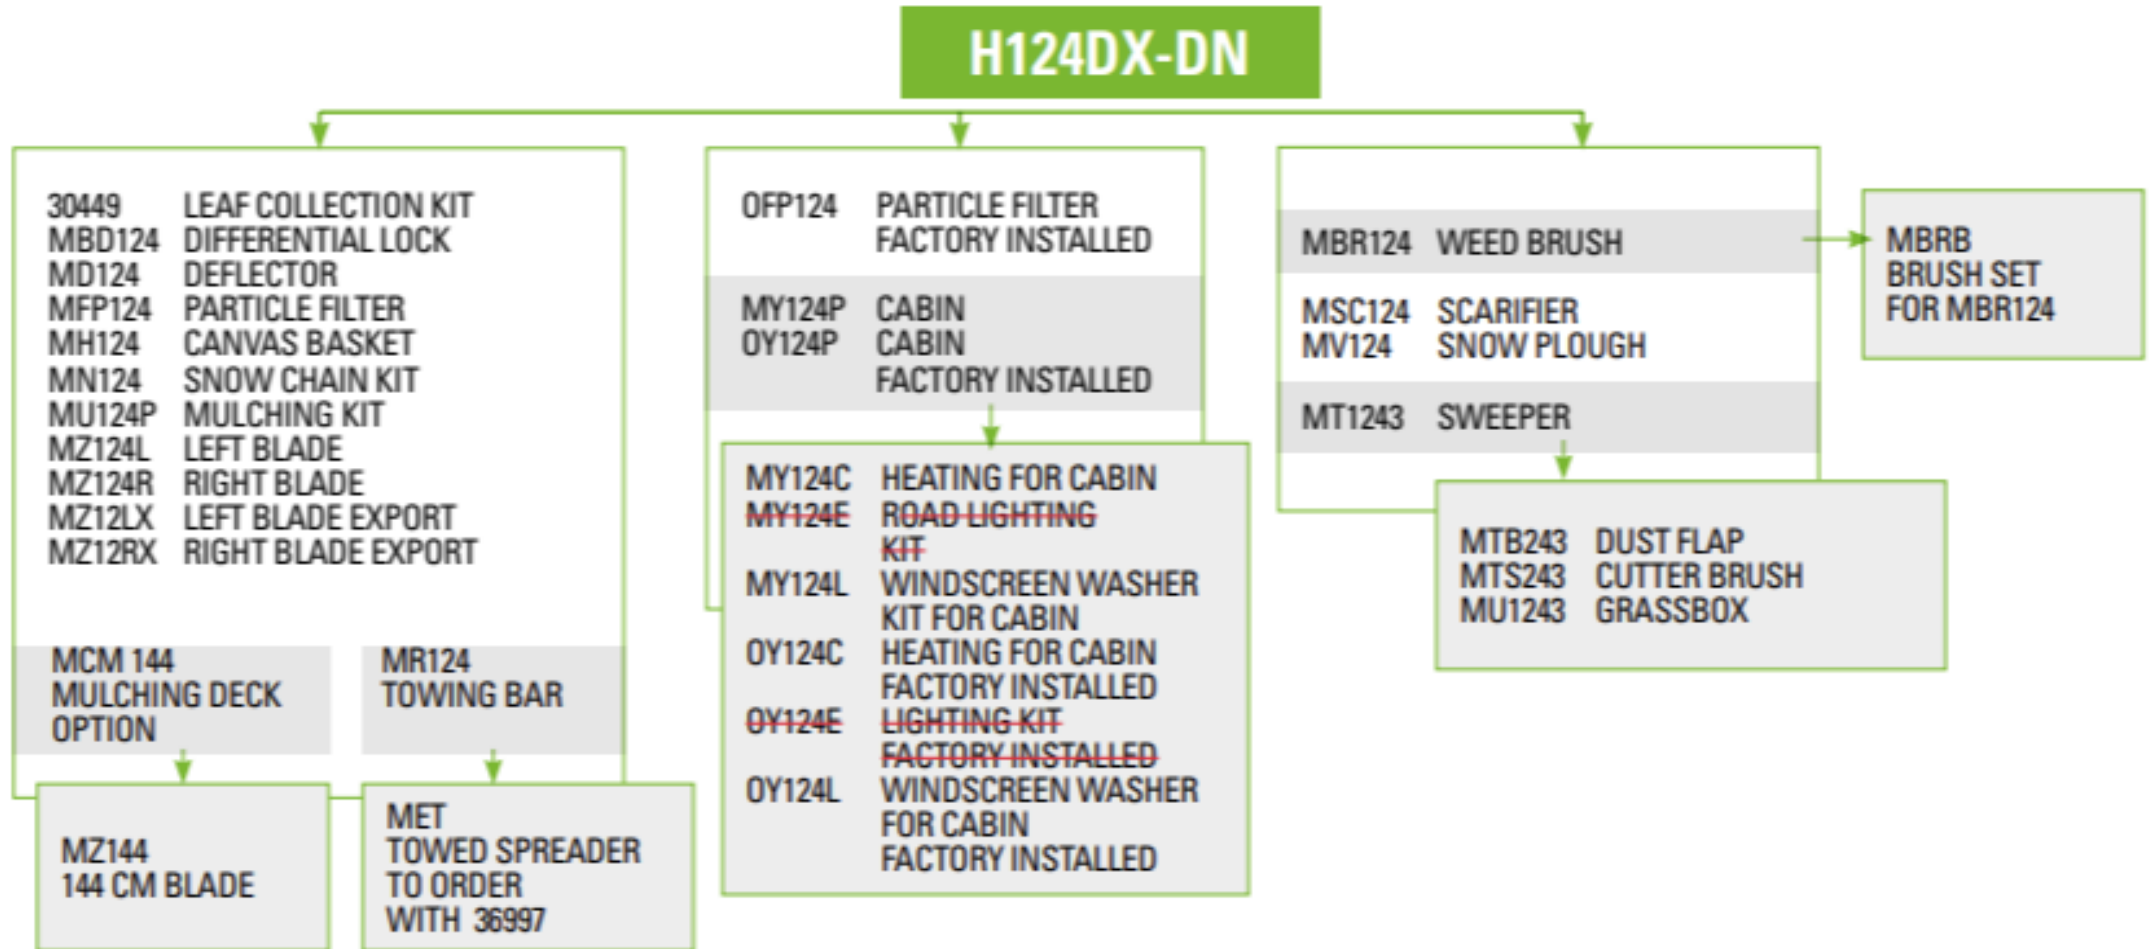 H124DX-DN
30449 LEAF COLLECTION KIT
MBD124 DIFFERENTIAL LOCK
MD124 DEFLECTOR
MFP124 PARTICLE FILTER
MH124 CANVAS BASKET
MN124 SNOW CHAIN KIT
MU124P MULCHING KIT
MZ124L LEFT BLADE
MZ124R RIGHT BLADE
MZ12LX LEFT BLADE EXPORT
MZ12RX RIGHT BLADE EXPORT
MCM 144
MULCHING DECK
OPTION
MR124
TOWING BAR
MZ144
144 CM BLADE
MET
TOWED SPREADER
TO ORDER
WITH 36997
OFP124 PARTICLE FILTER
FACTORY INSTALLED
MY124P CABIN
OY124P CABIN
FACTORY INSTALLED
MY124C HEATING FOR CABIN
MY124E ROAD LIGHTING
KIT
MY124L WINDSCREEN WASHER
KIT FOR CABIN
OY124C HEATING FOR CABIN
FACTORY INSTALLED
OY124E LIGHTING KIT
FACTORY INSTALLED
OY124L WINDSCREEN WASHER
FOR CABIN
FACTORY INSTALLED
MBR124 WEED BRUSH
MSC124 SCARIFIER
MV124 SNOW PLOUGH
MT1243 SWEEPER
MBRB
BRUSH SET
FOR MBR124
MTB243 DUST FLAP
MTS243 CUTTER BRUSH
MU1243 GRASSBOX